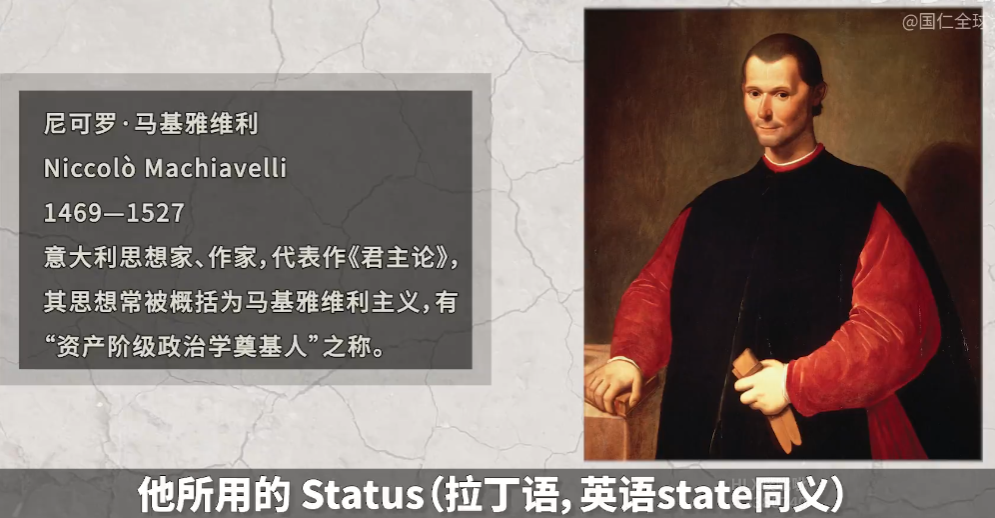 @国仁全球
尼可罗·马基雅维利
Niccolò Machiavelli
1469—1527
意大利思想家、作家，代表作《君主论》，
其思想常被概括为马基雅维利主义，有
“资产阶级政治学奠基人”之称。
他所用的 Status（拉丁语，英语state同义）